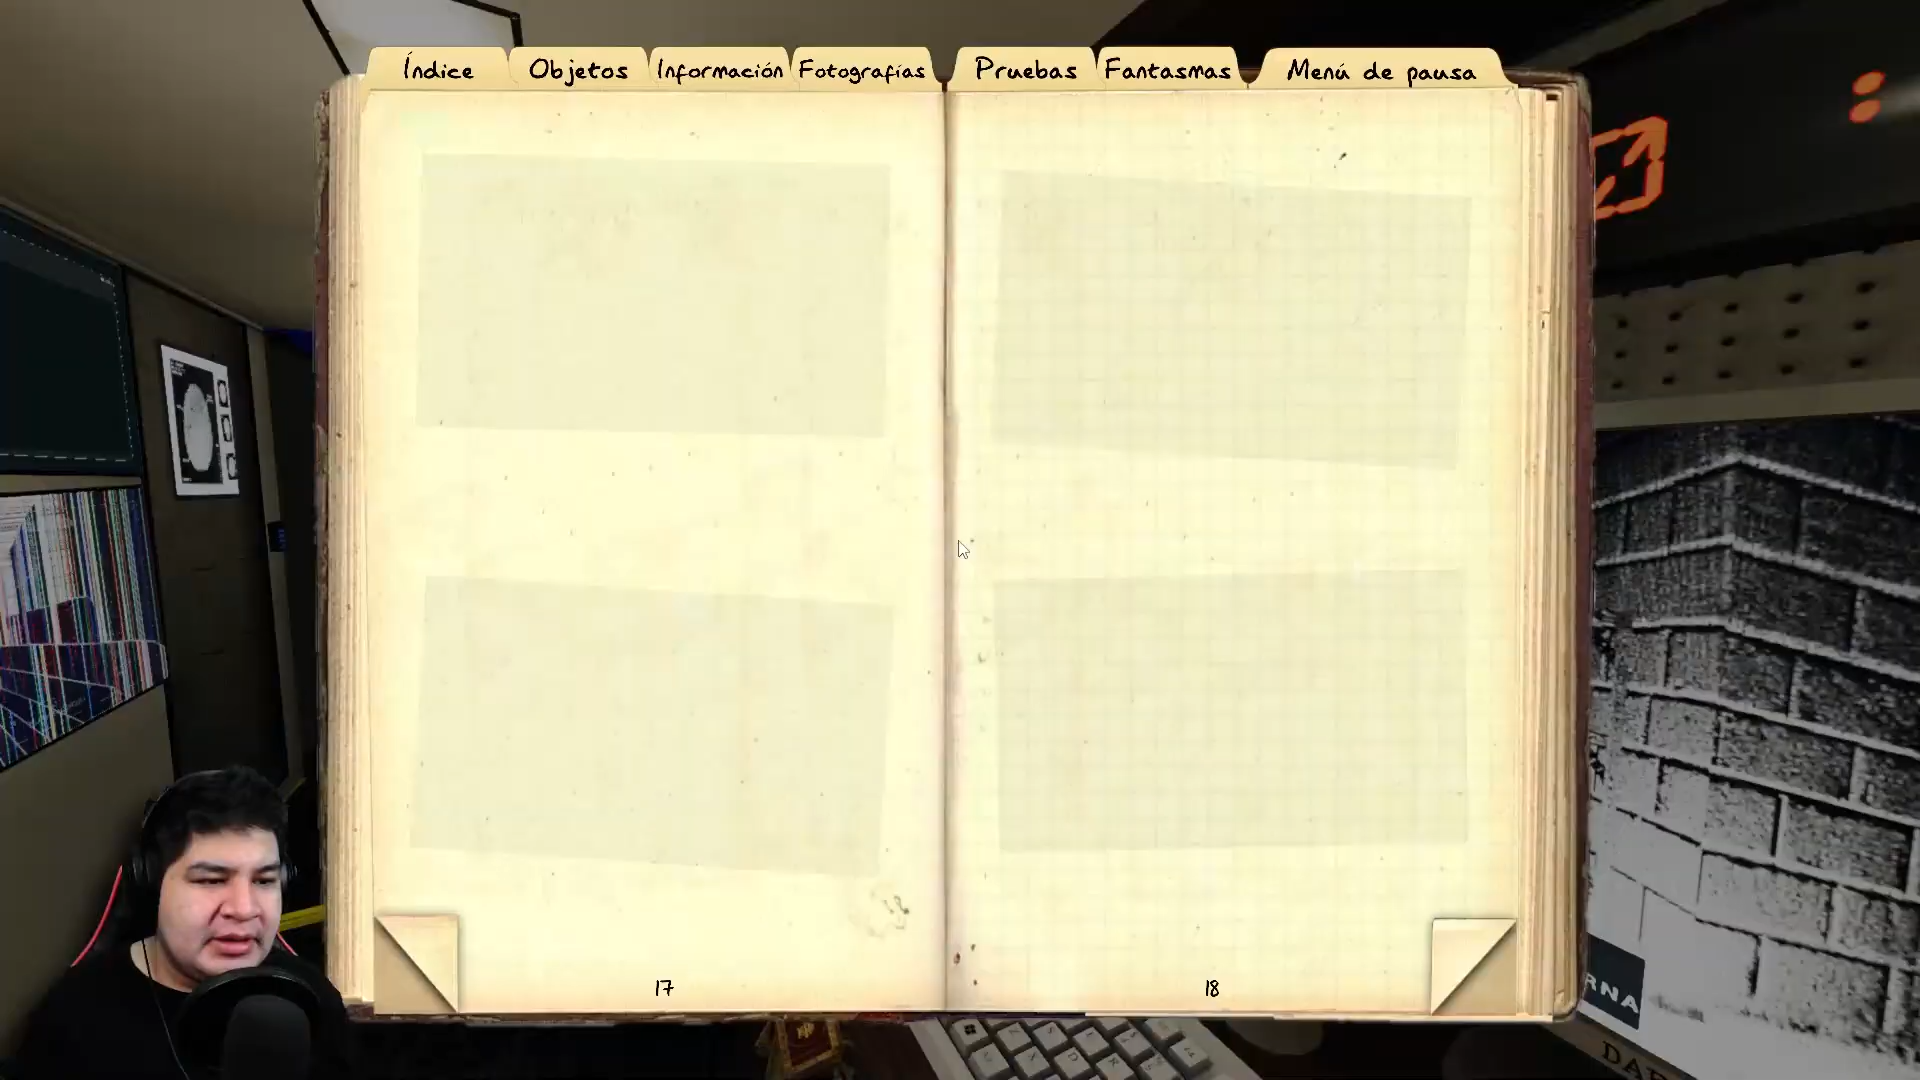 Índice
Objetos
Información
Fotografías
Pruebas
Fantasmas
Menú de pausa
17
18